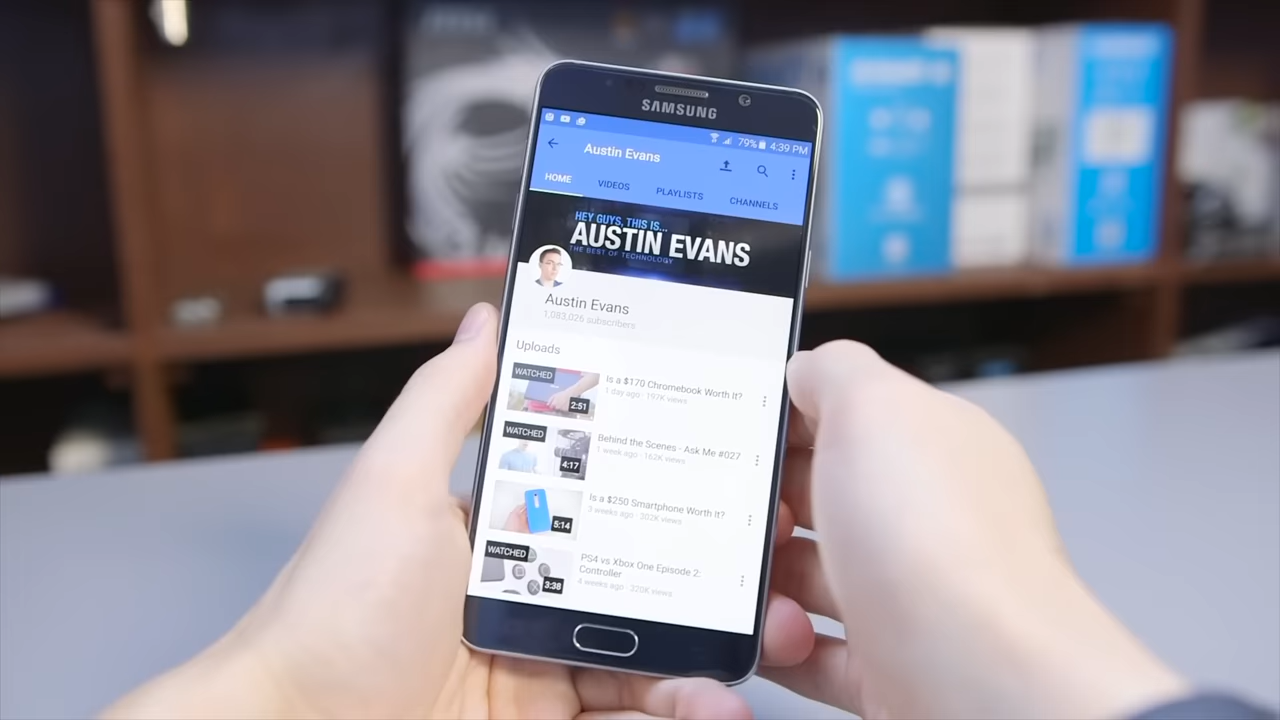 SAMSUNG
79% 4:39 PM
Austin Evans
HOME VIDEOS PLAYLISTS CHANNELS
HEY GUYS, THIS IS...
AUSTIN EVANS
THE BEST OF TECHNOLOGY
Austin Evans
1,083,026 subscribers
Uploads
WATCHED
2:51
Is a $170 Chromebook Worth It?
1 day ago · 197K views
WATCHED
4:17
Behind the Scenes - Ask Me #027
1 week ago · 162K views
5:14
Is a $250 Smartphone Worth It?
3 weeks ago · 302K views
WATCHED
3:38
PS4 vs Xbox One Episode 2:
Controller
4 weeks ago · 320K views